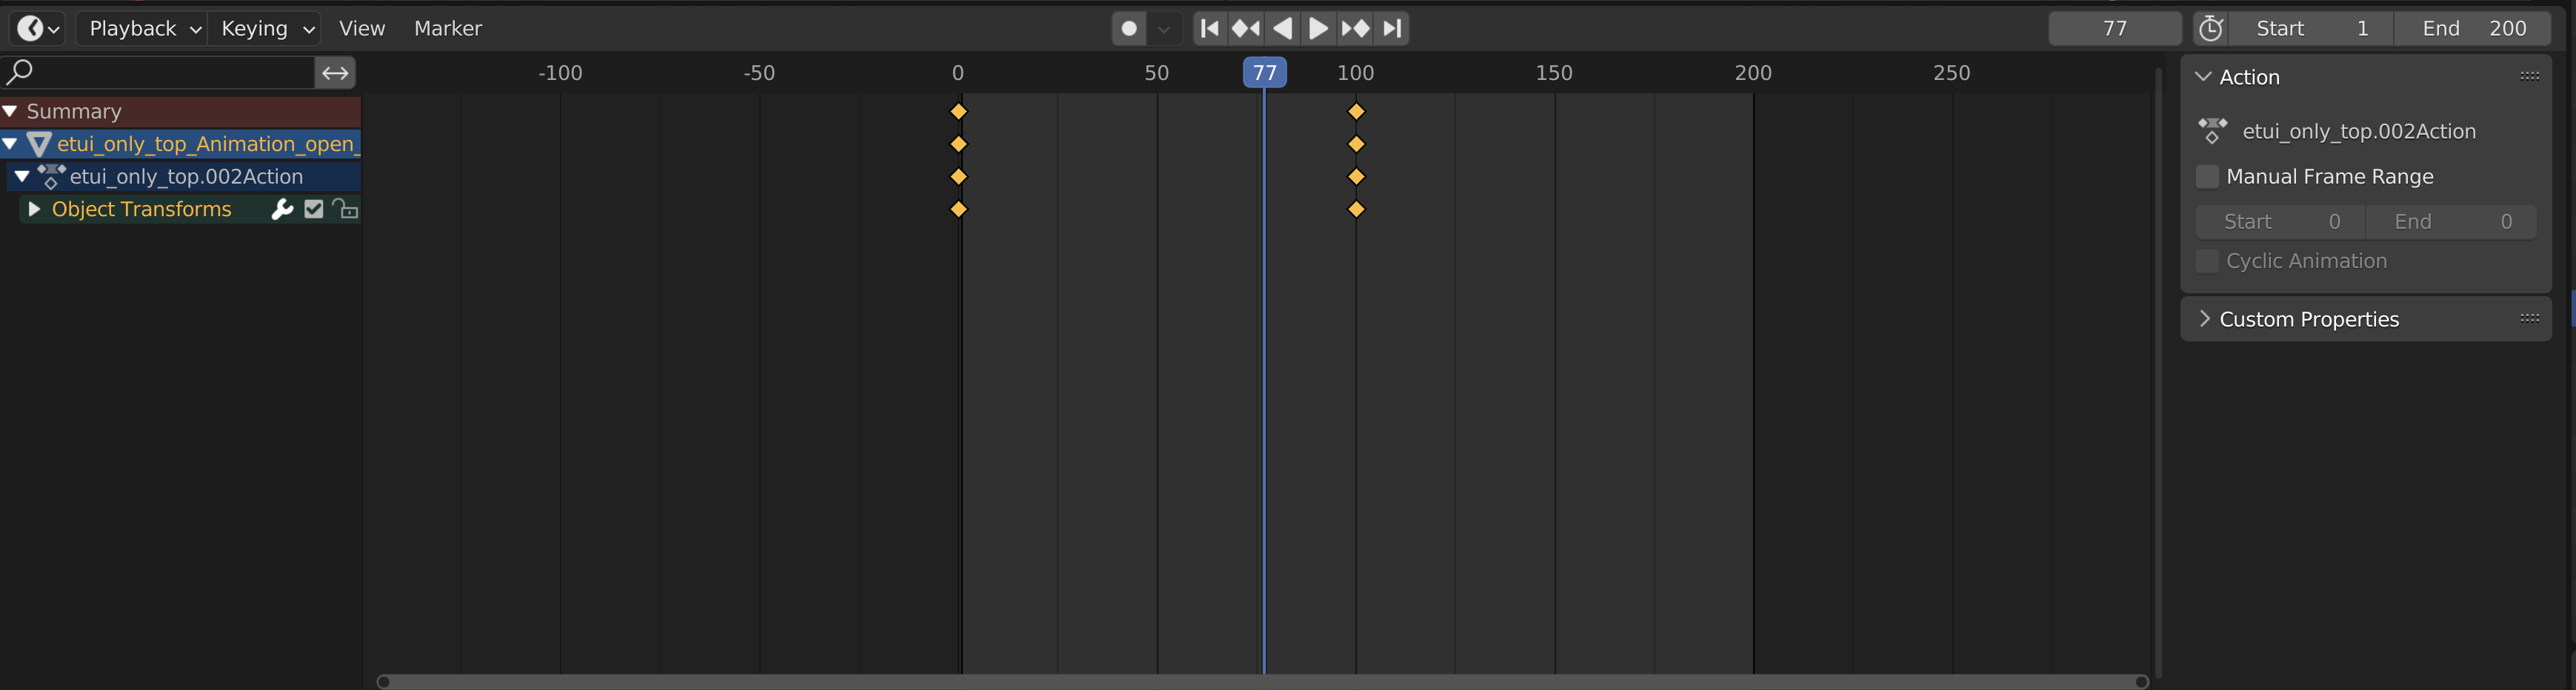 Playback Keying View Marker 77 Start 1 End 200
-100 -50 0 50 77 100 150 200 250
Summary
etui_only_top_Animation_open_
etui_only_top.002Action
Object Transforms
Action
etui_only_top.002Action
Manual Frame Range
Start 0 End 0
Cyclic Animation
Custom Properties